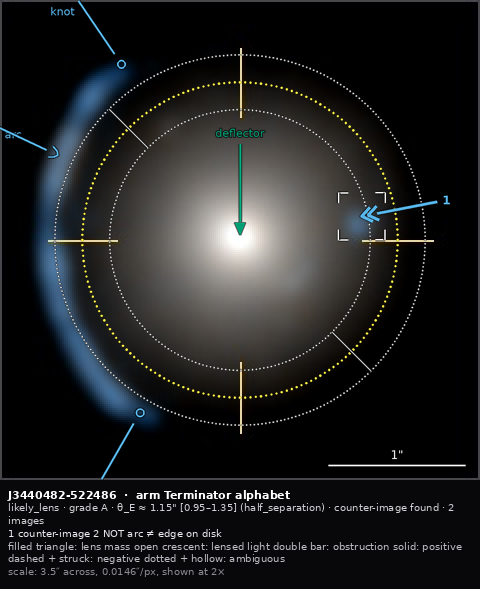 knot
arc
deflector
1
1"
J3440482-522486 · arm Terminator alphabet
likely_lens · grade A · θ_E ≈ 1.15" [0.95–1.35] (half_separation) · counter-image found · 2
images
1 counter-image 2 NOT arc ≠ edge on disk
filled triangle: lens mass open crescent: lensed light double bar: obstruction solid: positive
dashed + struck: negative dotted + hollow: ambiguous
scale: 3.5″ across, 0.0146″/px, shown at 2×